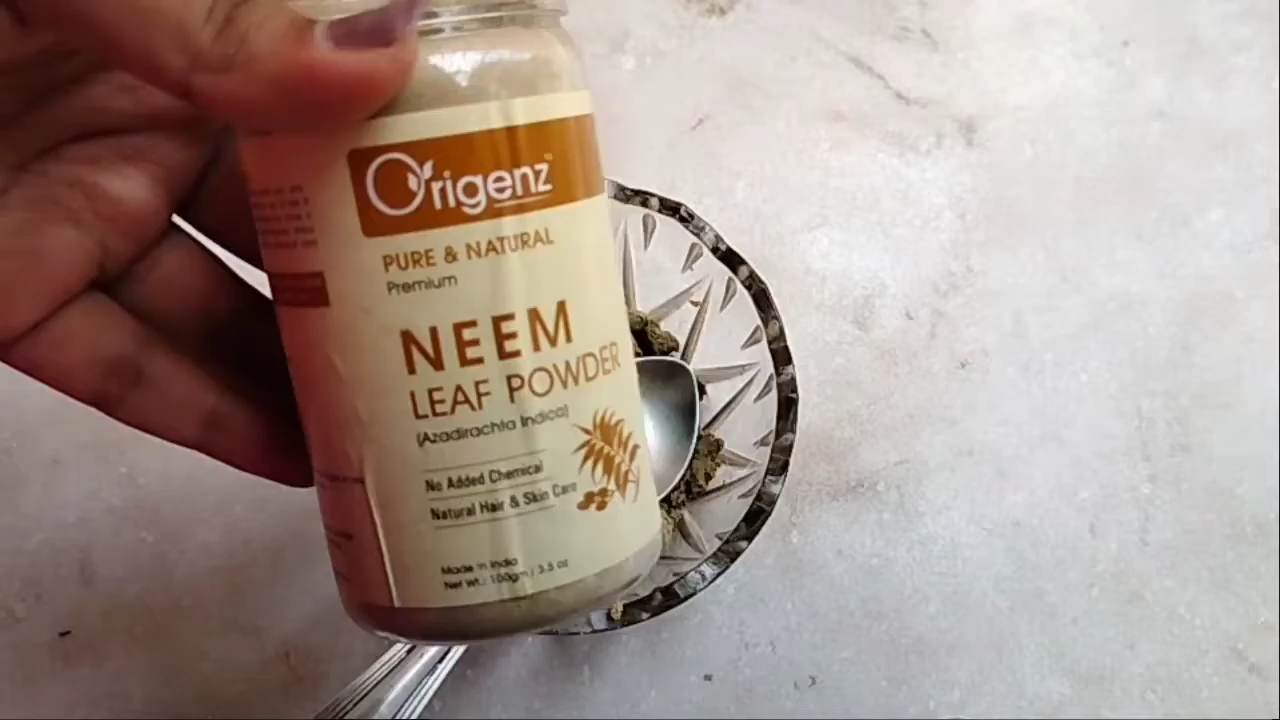 Origenz
PURE & NATURAL
Premium
NEEM
LEAF POWDER
(Azadirachta Indica)
No Added Chemical
Natural Hair & Skin Care
Made in India
Net Wt.: 100gm | 3.5 oz